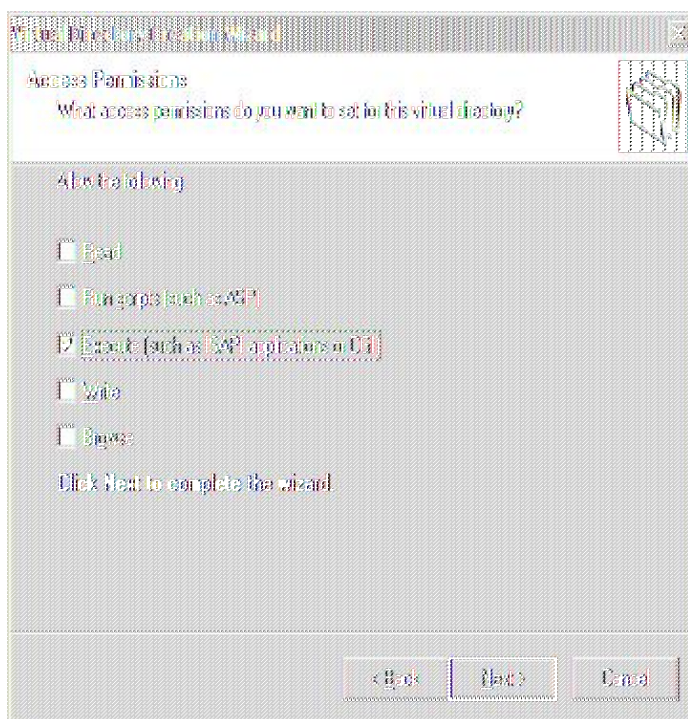 Virtual Directory Creation Wizard
Access Permissions
What access permissions do you want to set for this virtual directory?
Allow the following
Read
Run scripts (such as ASP)
Execute (such as ISAPI applications or CGI)
Write
Browse
Click Next to complete the wizard
< Back
Next >
Cancel